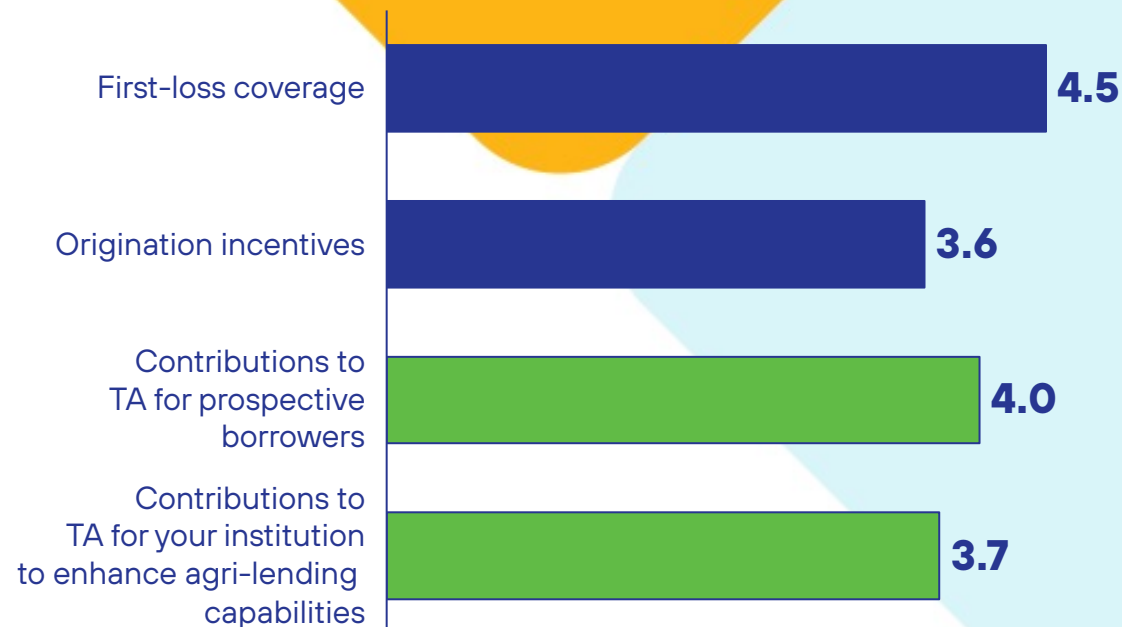 First-loss coverage
4.5
Origination incentives
3.6
Contributions to
TA for prospective
borrowers
4.0
Contributions to
TA for your institution
to enhance agri-lending
capabilities
3.7